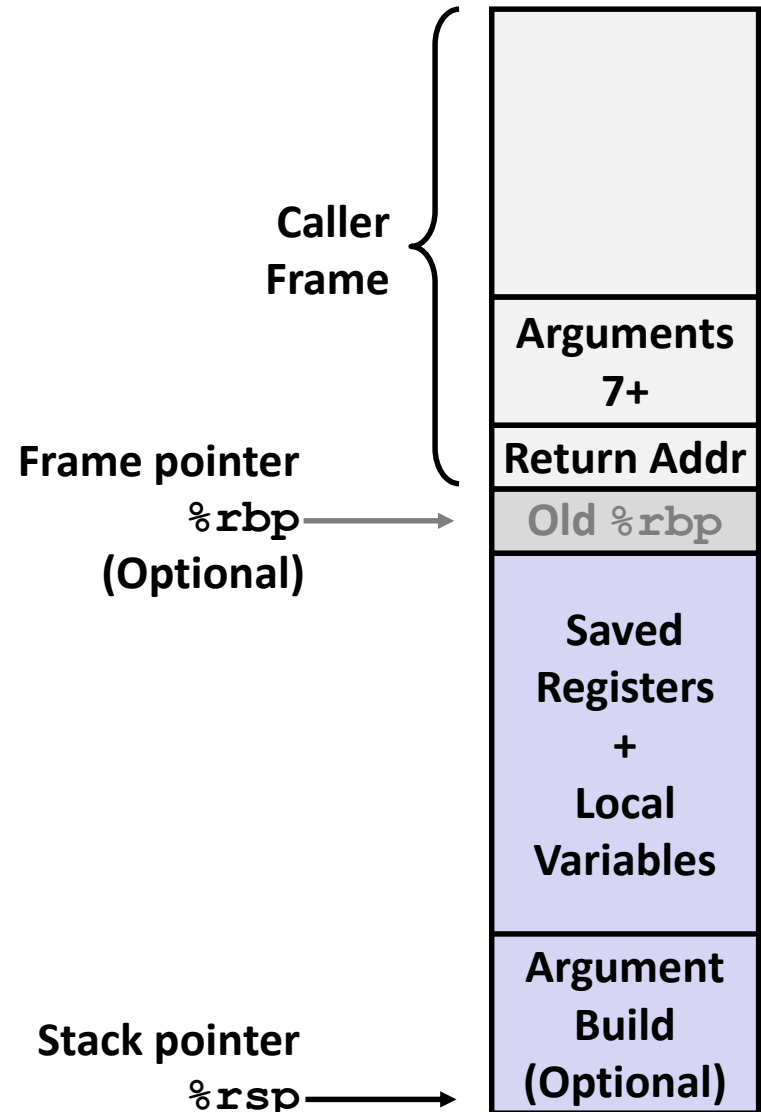 Caller
Frame
Arguments
7+
Return Addr
Frame pointer
%rbp
(Optional)
Old %rbp
Saved
Registers
+
Local
Variables
Argument
Build
(Optional)
Stack pointer
%rsp